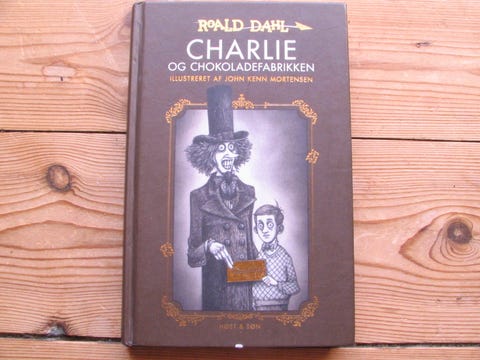 ROALD DAHL
CHARLIE
OG CHOKOLADEFABRIKKEN
ILLUSTRERET AF JOHN KENN MORTENSEN
HØST & SØN